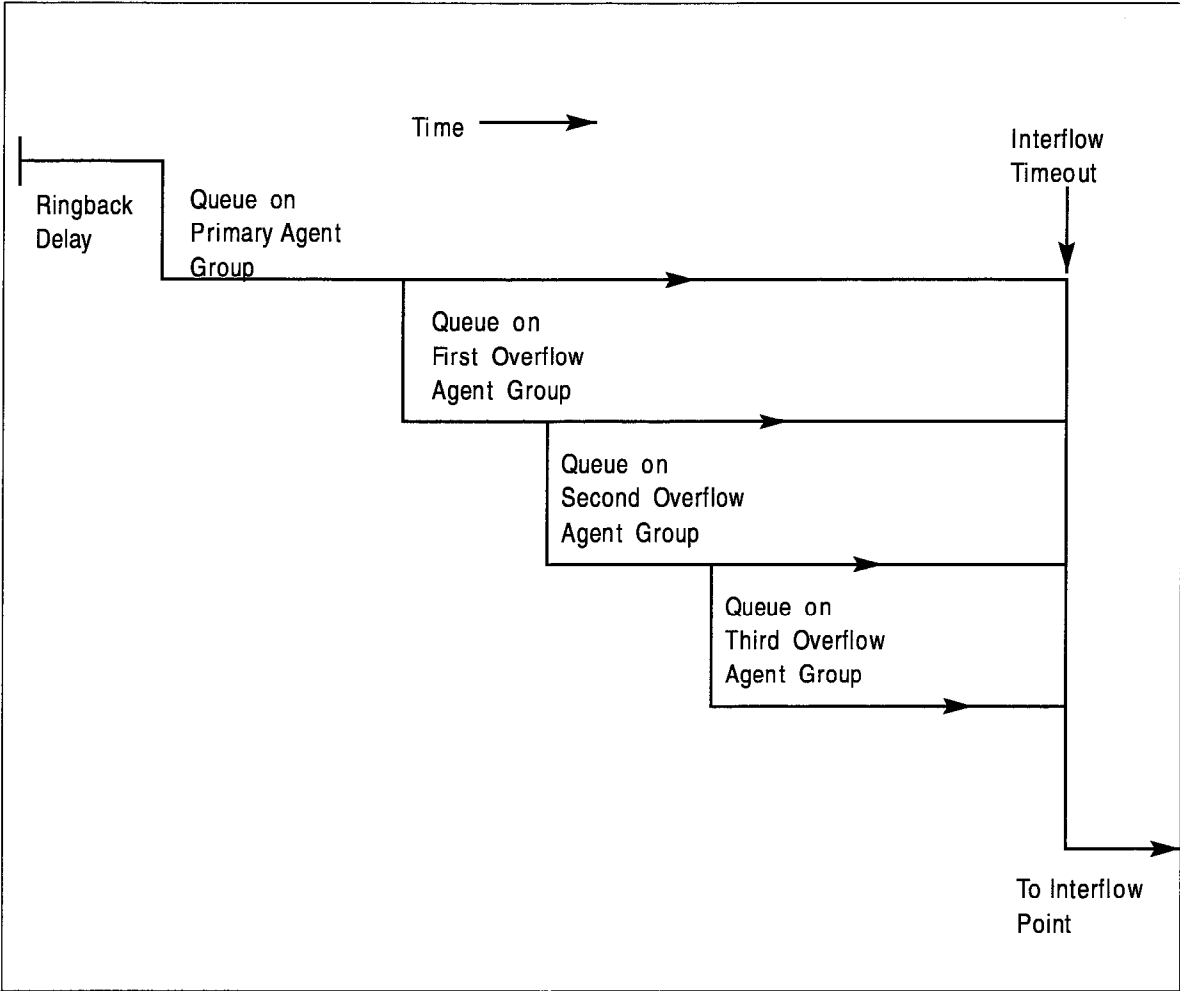 Time
Interflow
Timeout
Ringback
Delay
Queue on
Primary Agent
Group
Queue on
First Overflow
Agent Group
Queue on
Second Overflow
Agent Group
Queue on
Third Overflow
Agent Group
To Interflow
Point